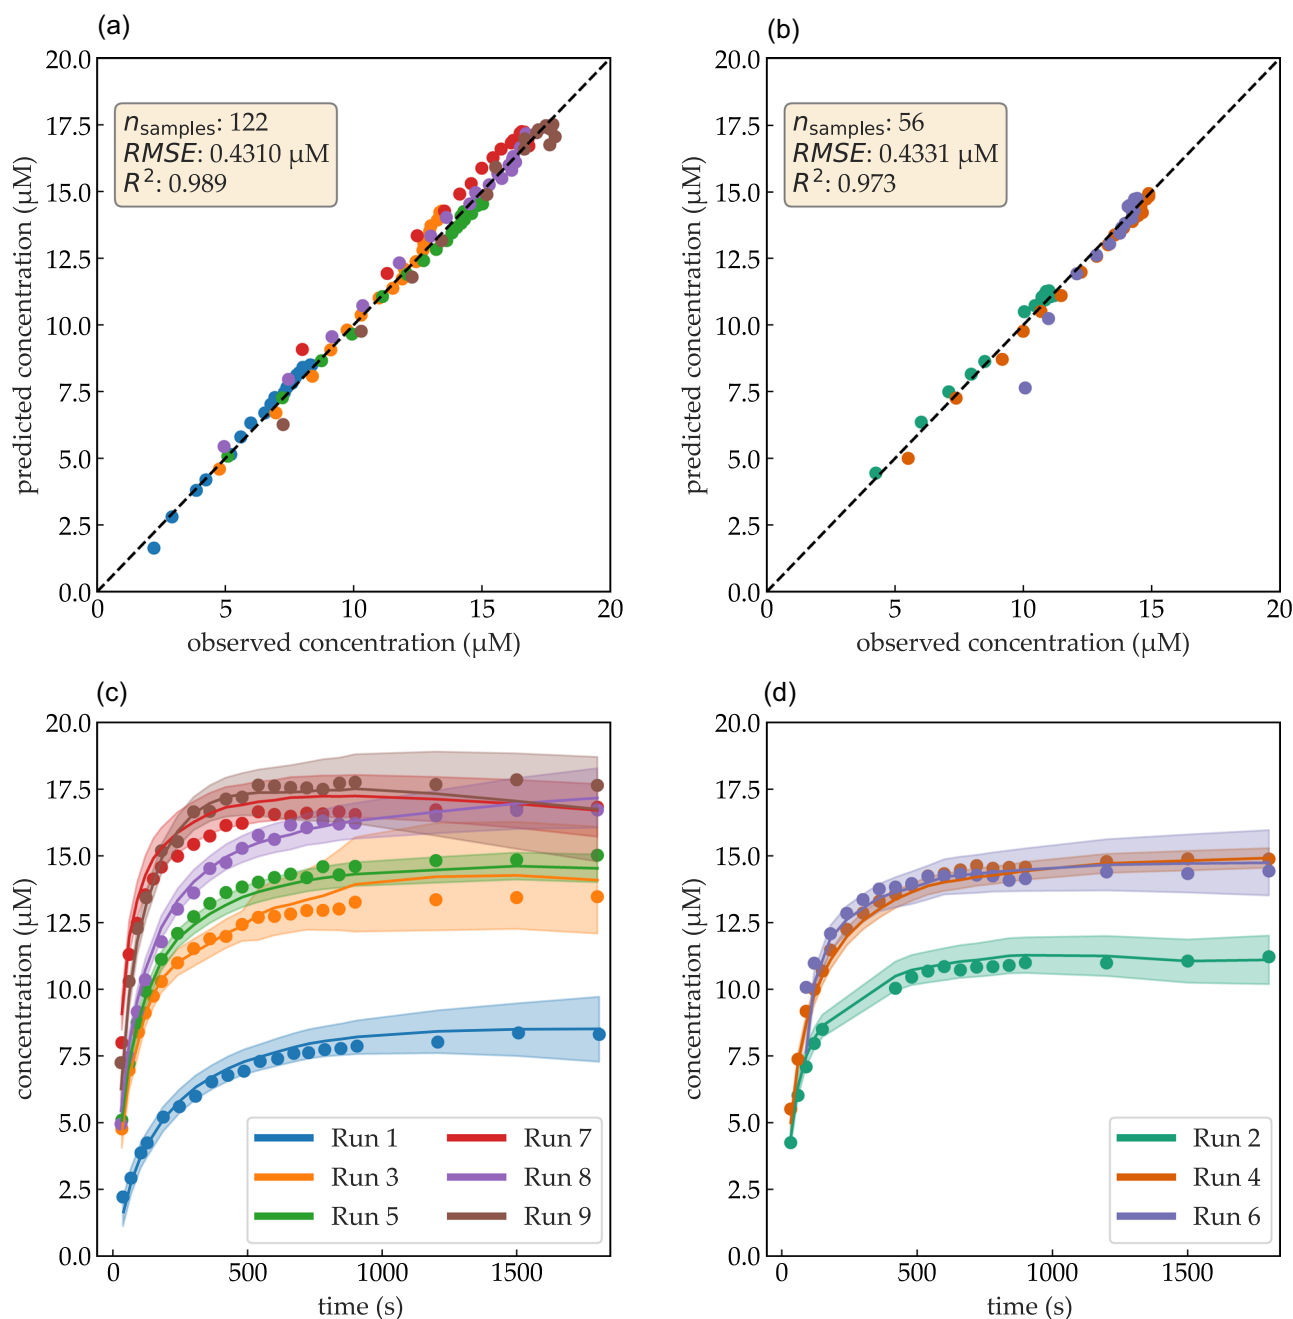 (a)
20.0
17.5
15.0
12.5
10.0
7.5
5.0
2.5
0.0
predicted concentration (μM)
n_samples: 122
RMSE: 0.4310 μM
R²: 0.989
0 5 10 15 20
observed concentration (μM)
(b)
20.0
17.5
15.0
12.5
10.0
7.5
5.0
2.5
0.0
predicted concentration (μM)
n_samples: 56
RMSE: 0.4331 μM
R²: 0.973
0 5 10 15 20
observed concentration (μM)
(c)
20.0
17.5
15.0
12.5
10.0
7.5
5.0
2.5
0.0
concentration (μM)
Run 1 Run 7
Run 3 Run 8
Run 5 Run 9
0 500 1000 1500
time (s)
(d)
20.0
17.5
15.0
12.5
10.0
7.5
5.0
2.5
0.0
concentration (μM)
Run 2
Run 4
Run 6
0 500 1000 1500
time (s)